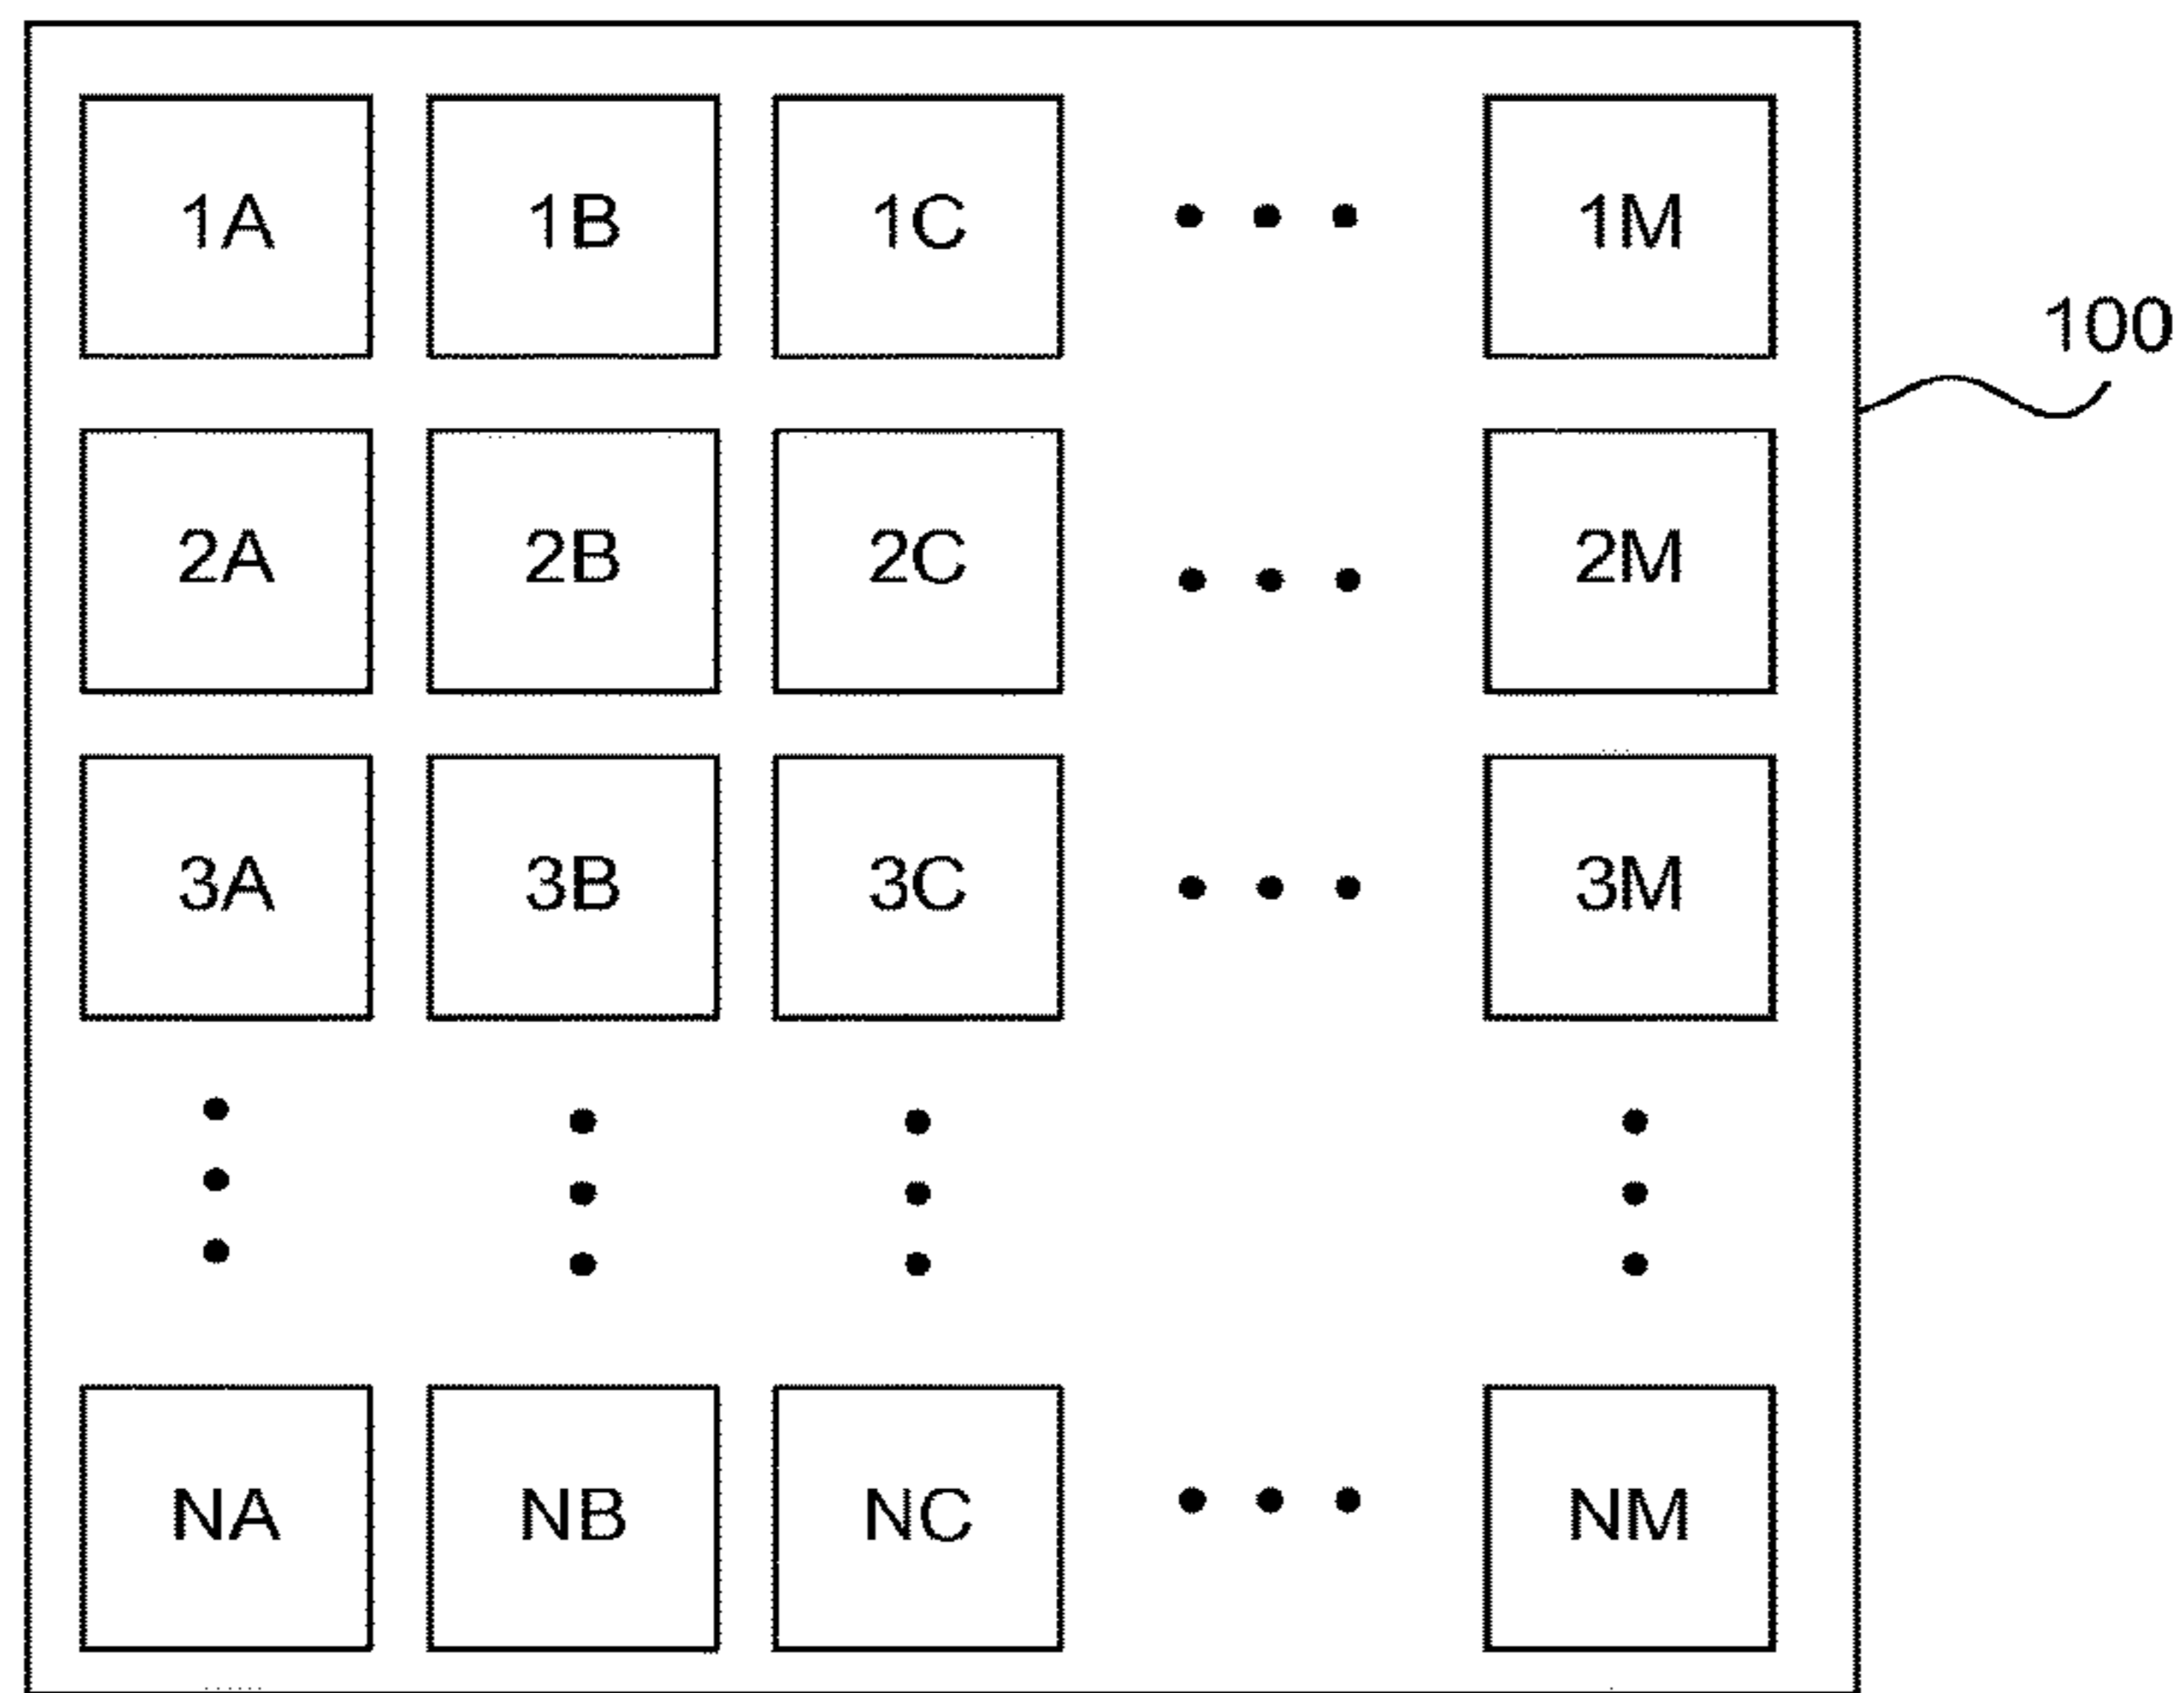 1A 1B 1C • • • 1M
100
2A 2B 2C • • • 2M
3A 3B 3C • • • 3M
NA NB NC • • • NM